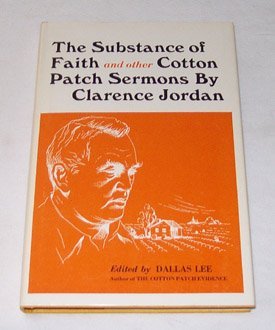 The Substance of
Faith and other Cotton
Patch Sermons By
Clarence Jordan
Edited by DALLAS LEE
Author of THE COTTON PATCH EVIDENCE